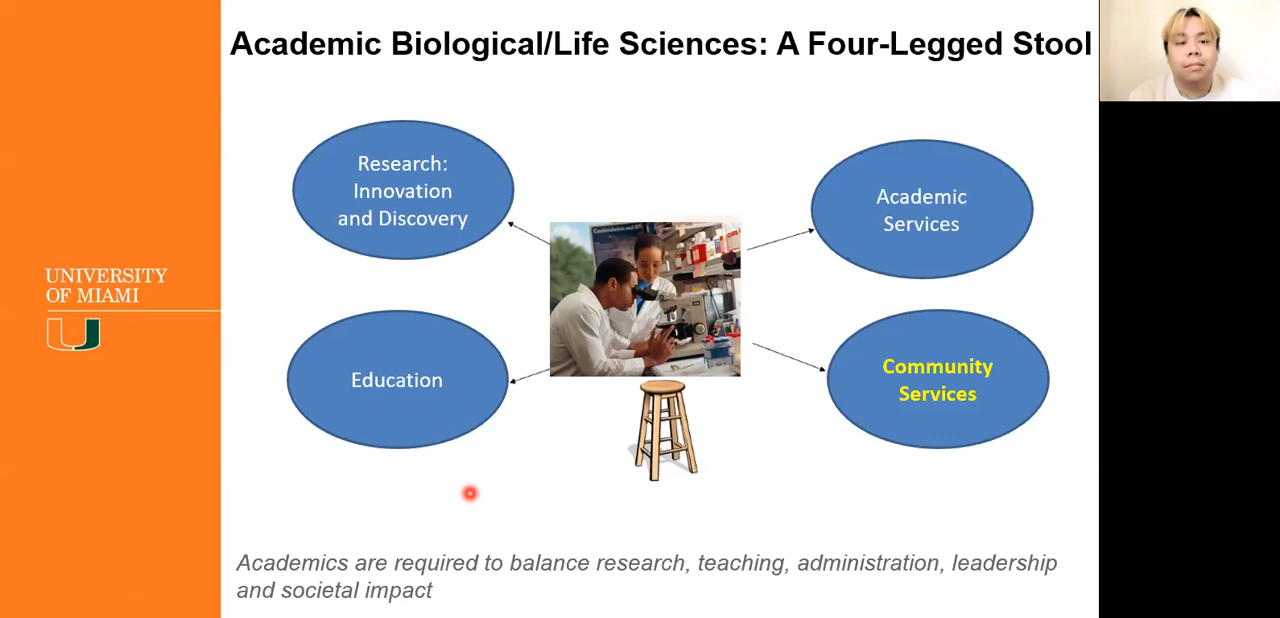 Academic Biological/Life Sciences: A Four-Legged Stool
Research:
Innovation
and Discovery
Academic
Services
UNIVERSITY
OF MIAMI
Education
Community
Services
Academics are required to balance research, teaching, administration, leadership
and societal impact